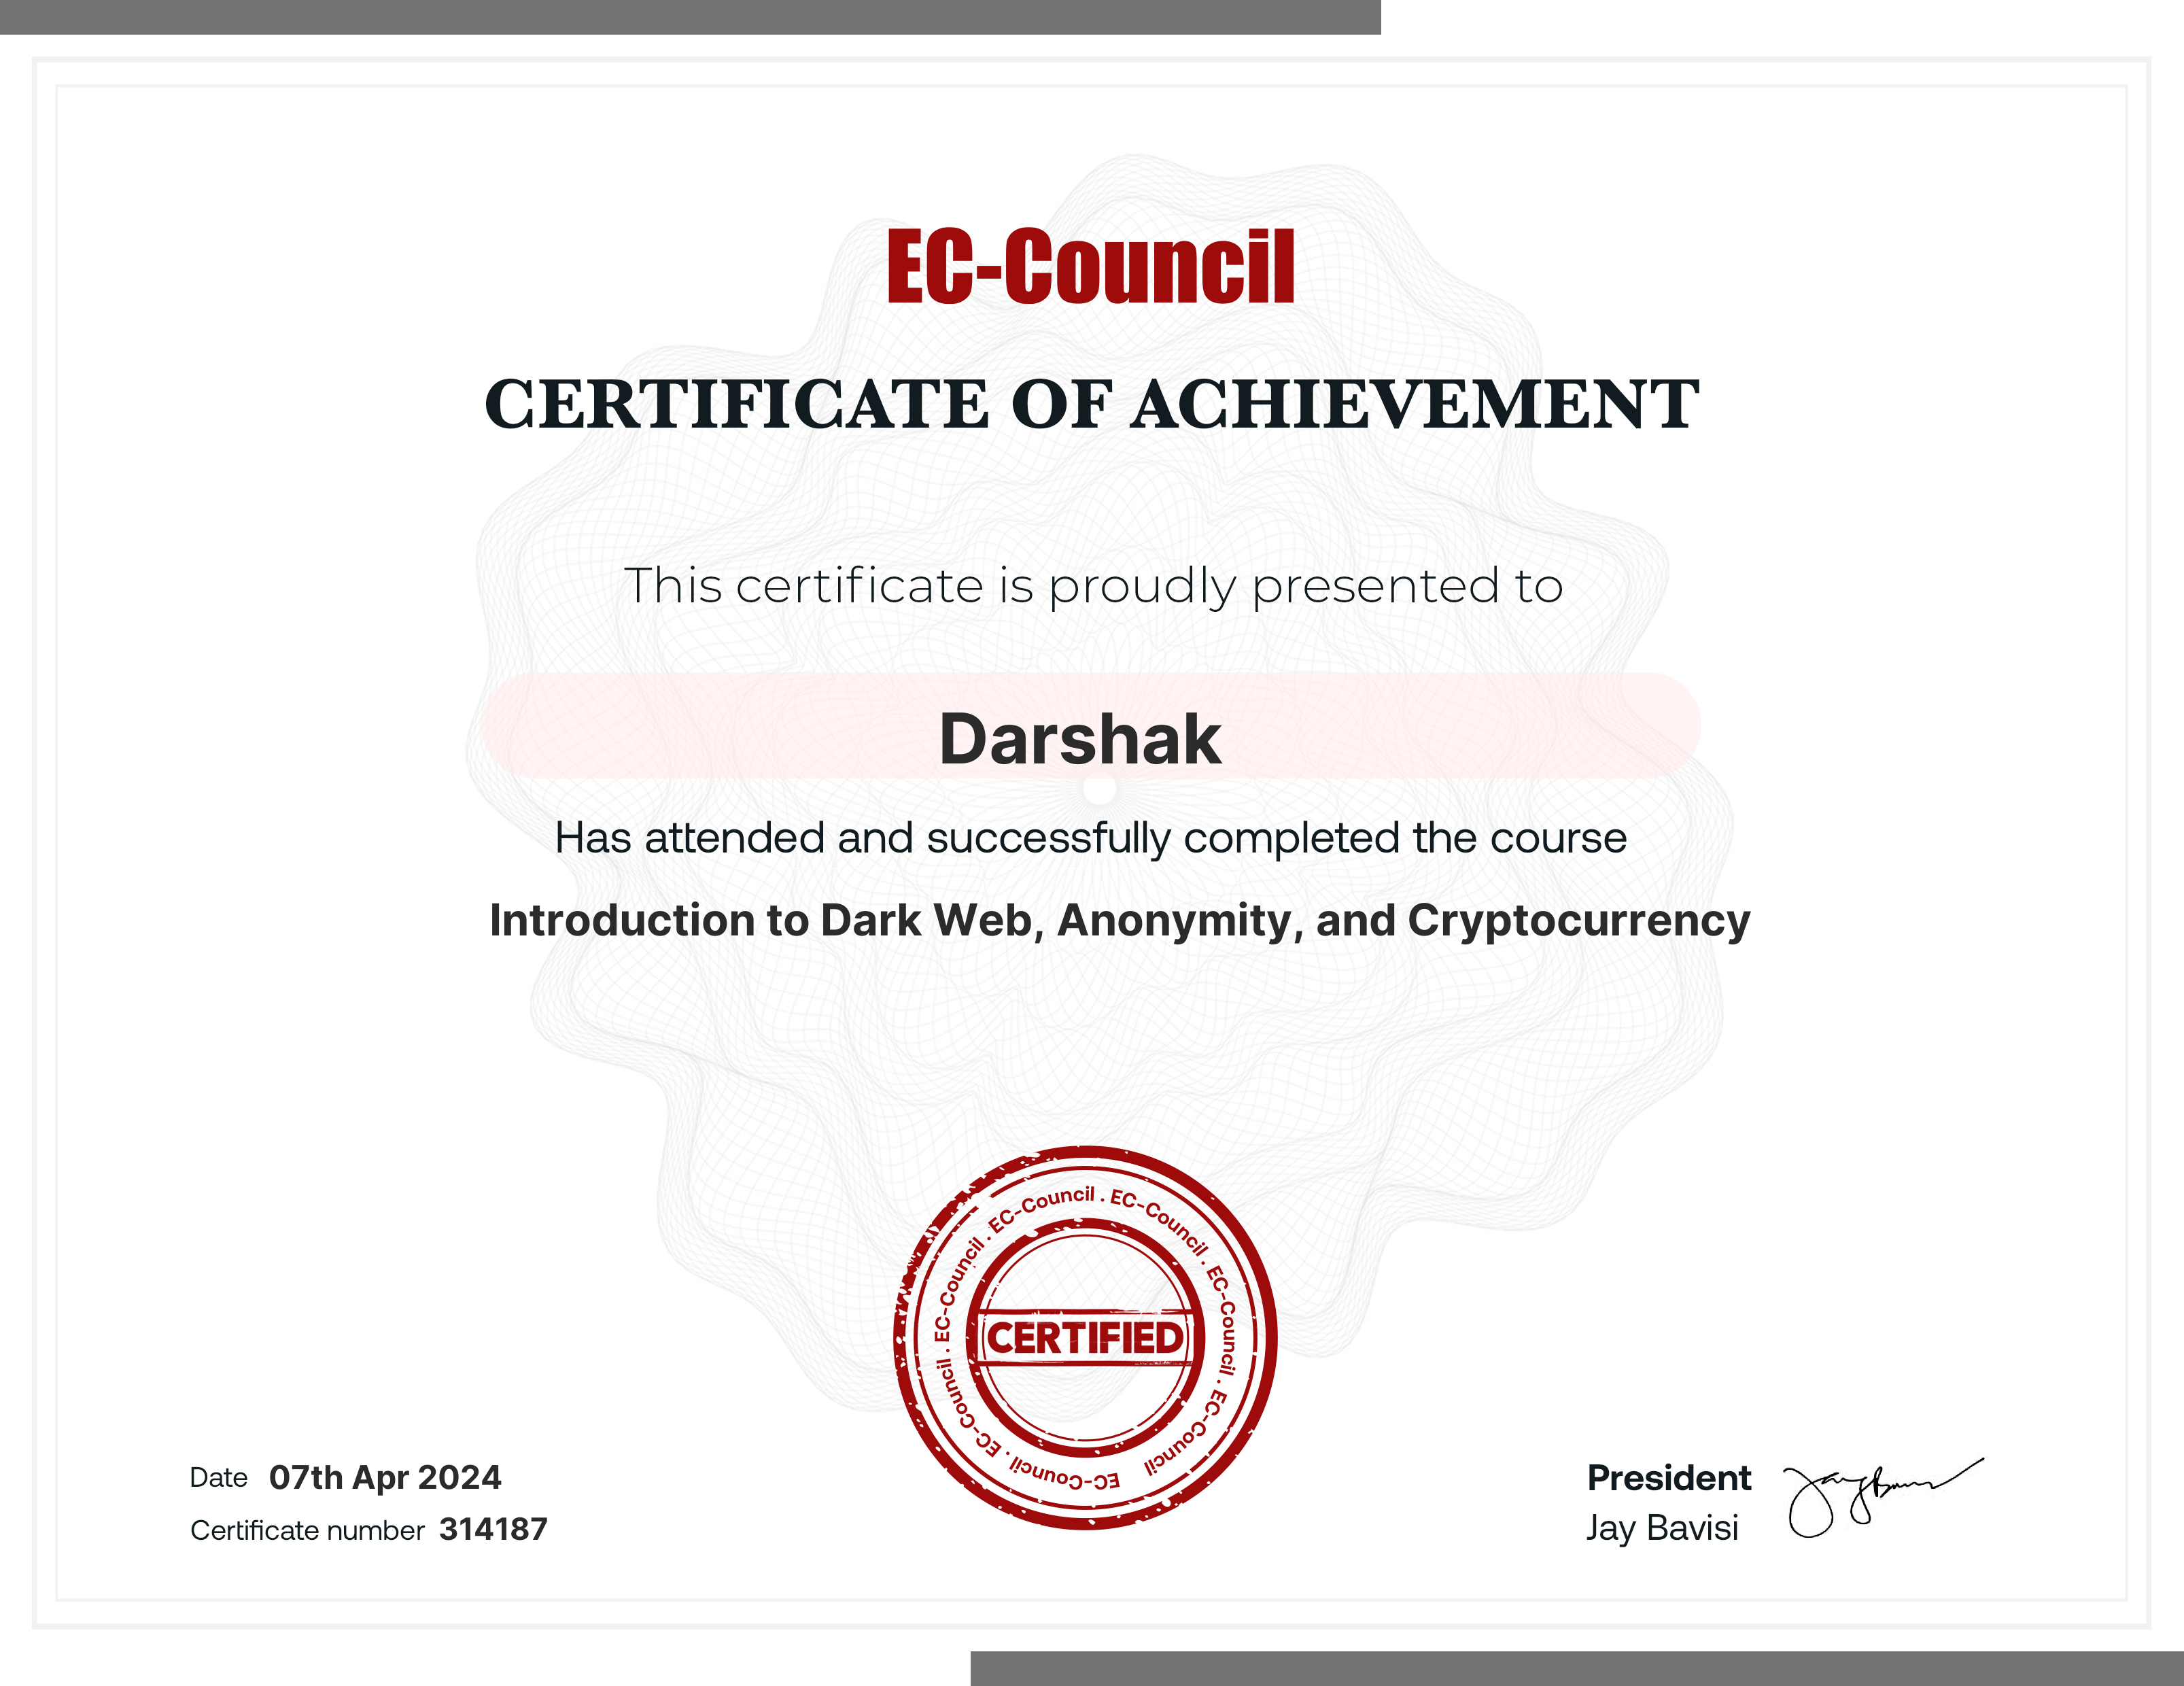 EC-Council
CERTIFICATE OF ACHIEVEMENT
This certificate is proudly presented to
Darshak
Has attended and successfully completed the course
Introduction to Dark Web, Anonymity, and Cryptocurrency
EC-Council . EC-Council . EC-Council . EC-Council . EC-Council . EC-Council . EC-Council . EC-Council
CERTIFIED
Date 07th Apr 2024
Certificate number 314187
President
Jay Bavisi